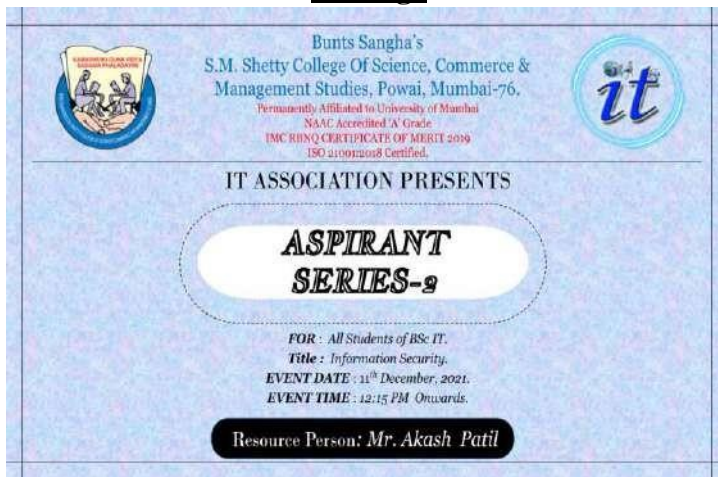 Bunts Sangha's
S.M. Shetty College Of Science, Commerce &
Management Studies, Powai, Mumbai-76.
Permanently Affiliated to University of Mumbai
NAAC Accredited 'A' Grade
IMC RBNQ CERTIFICATE OF MERIT 2019
ISO 21001:2018 Certified.
it
IT ASSOCIATION PRESENTS
ASPIRANT
SERIES-2
FOR : All Students of BSc IT.
Title : Information Security.
EVENT DATE : 11th December, 2021.
EVENT TIME : 12:15 PM Onwards.
Resource Person: Mr. Akash Patil